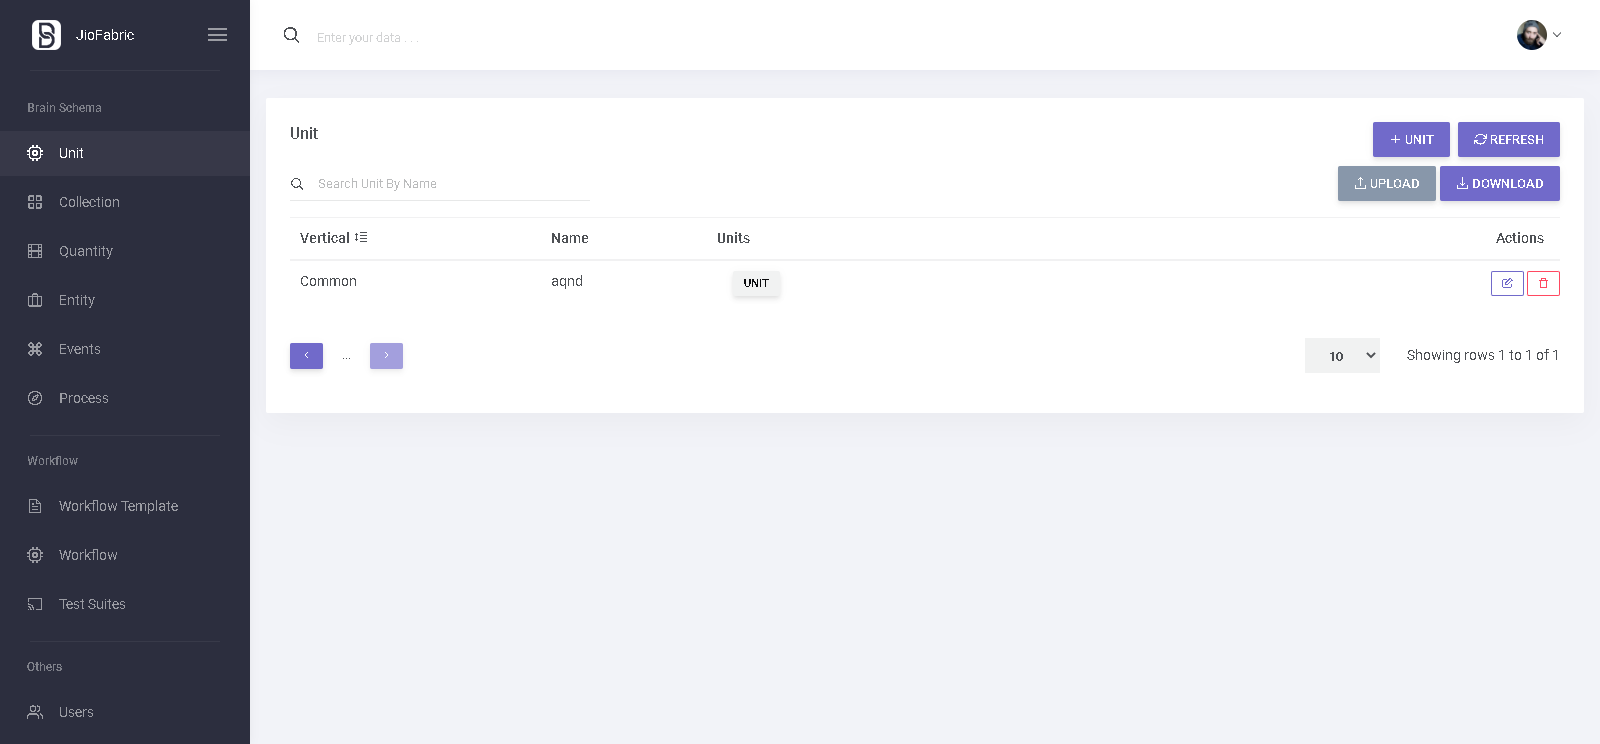 JioFabric
Enter your data . . .
Brain Schema
Unit
Collection
Quantity
Entity
Events
Process
Workflow
Workflow Template
Workflow
Test Suites
Others
Users
Unit
+ UNIT REFRESH
Search Unit By Name
UPLOAD DOWNLOAD
Vertical Name Units Actions
Common aqnd UNIT
‹ ... › 10 Showing rows 1 to 1 of 1